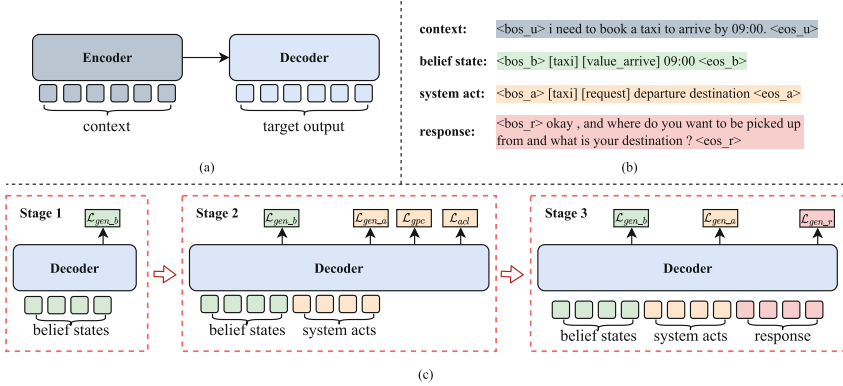 Encoder
Decoder
context
target output
(a)
context: <bos_u> i need to book a taxi to arrive by 09:00. <eos_u>
belief state: <bos_b> [taxi] [value_arrive] 09:00 <eos_b>
system act: <bos_a> [taxi] [request] departure destination <eos_a>
response: <bos_r> okay , and where do you want to be picked up
from and what is your destination ? <eos_r>
(b)
Stage 1
ℒgen_b
Decoder
belief states
Stage 2
ℒgen_b
ℒgen_a
ℒgpc
ℒacl
Decoder
belief states
system acts
Stage 3
ℒgen_b
ℒgen_a
ℒgen_r
Decoder
belief states
system acts
response
(c)